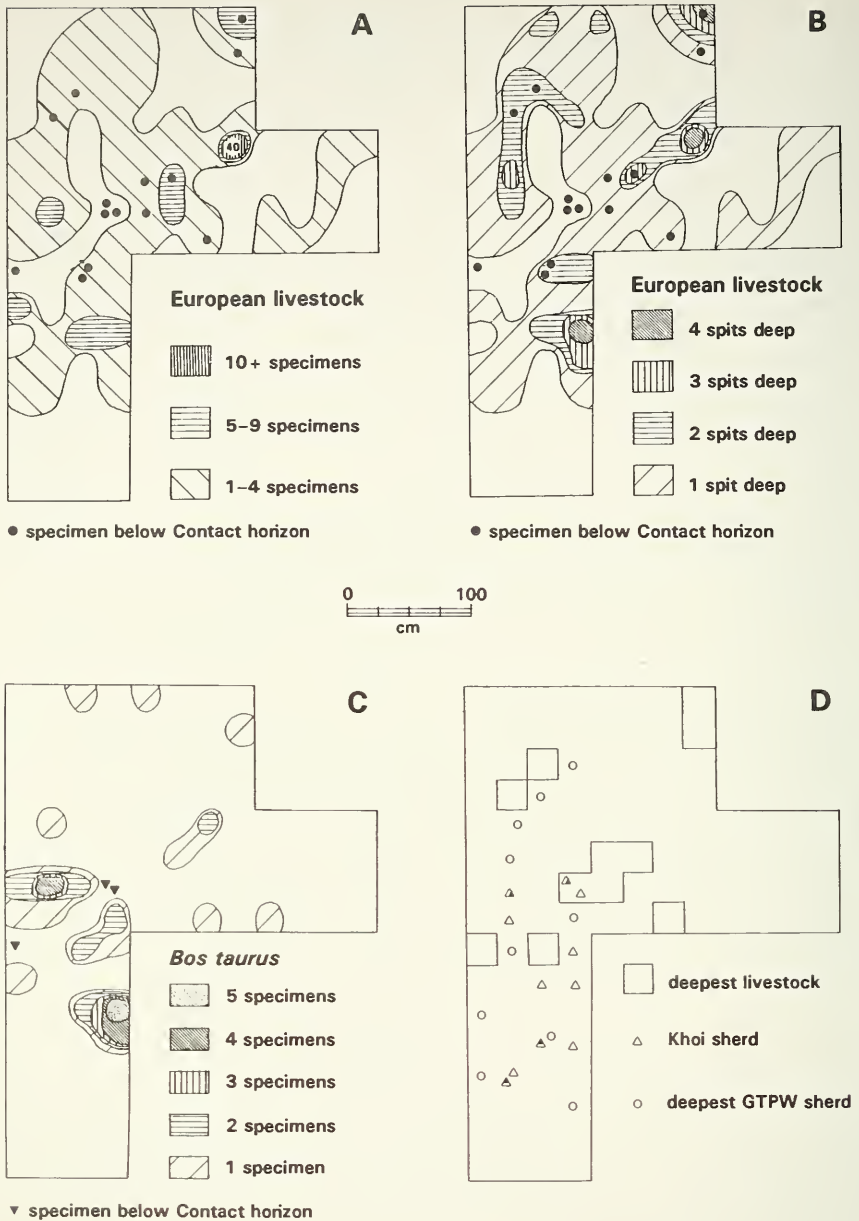 A
40
European livestock
10+ specimens
5-9 specimens
1-4 specimens
● specimen below Contact horizon
B
European livestock
4 spits deep
3 spits deep
2 spits deep
1 spit deep
● specimen below Contact horizon
0 100
cm
C
Bos taurus
5 specimens
4 specimens
3 specimens
2 specimens
1 specimen
▼ specimen below Contact horizon
D
deepest livestock
△ Khoi sherd
○ deepest GTPW sherd